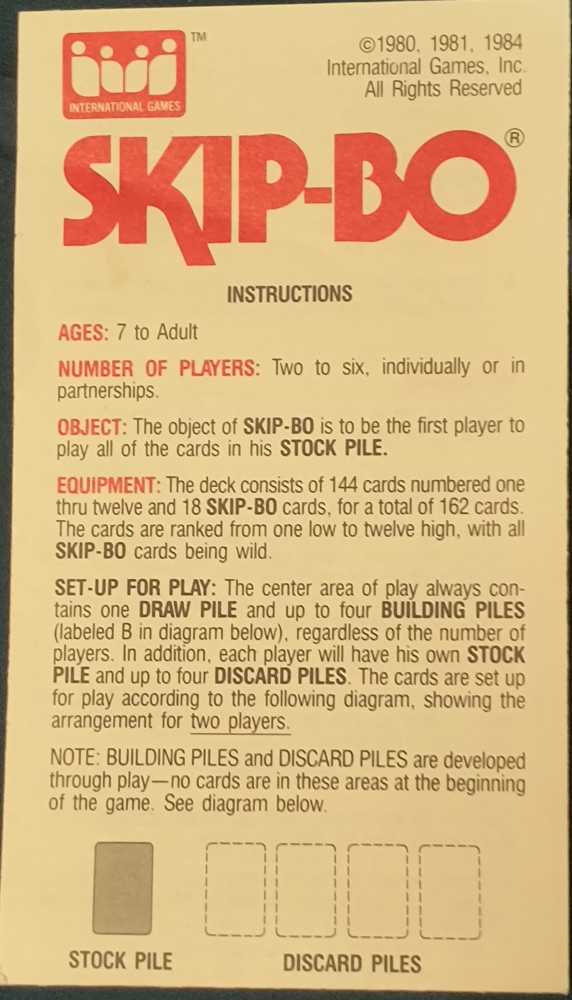 TM
INTERNATIONAL GAMES
©1980, 1981, 1984
International Games, Inc.
All Rights Reserved
SKIP-BO®
INSTRUCTIONS
AGES: 7 to Adult
NUMBER OF PLAYERS: Two to six, individually or in
partnerships.
OBJECT: The object of SKIP-BO is to be the first player to
play all of the cards in his STOCK PILE.
EQUIPMENT: The deck consists of 144 cards numbered one
thru twelve and 18 SKIP-BO cards, for a total of 162 cards.
The cards are ranked from one low to twelve high, with all
SKIP-BO cards being wild.
SET-UP FOR PLAY: The center area of play always con-
tains one DRAW PILE and up to four BUILDING PILES
(labeled B in diagram below), regardless of the number of
players. In addition, each player will have his own STOCK
PILE and up to four DISCARD PILES. The cards are set up
for play according to the following diagram, showing the
arrangement for two players.
NOTE: BUILDING PILES and DISCARD PILES are developed
through play—no cards are in these areas at the beginning
of the game. See diagram below.
STOCK PILE DISCARD PILES